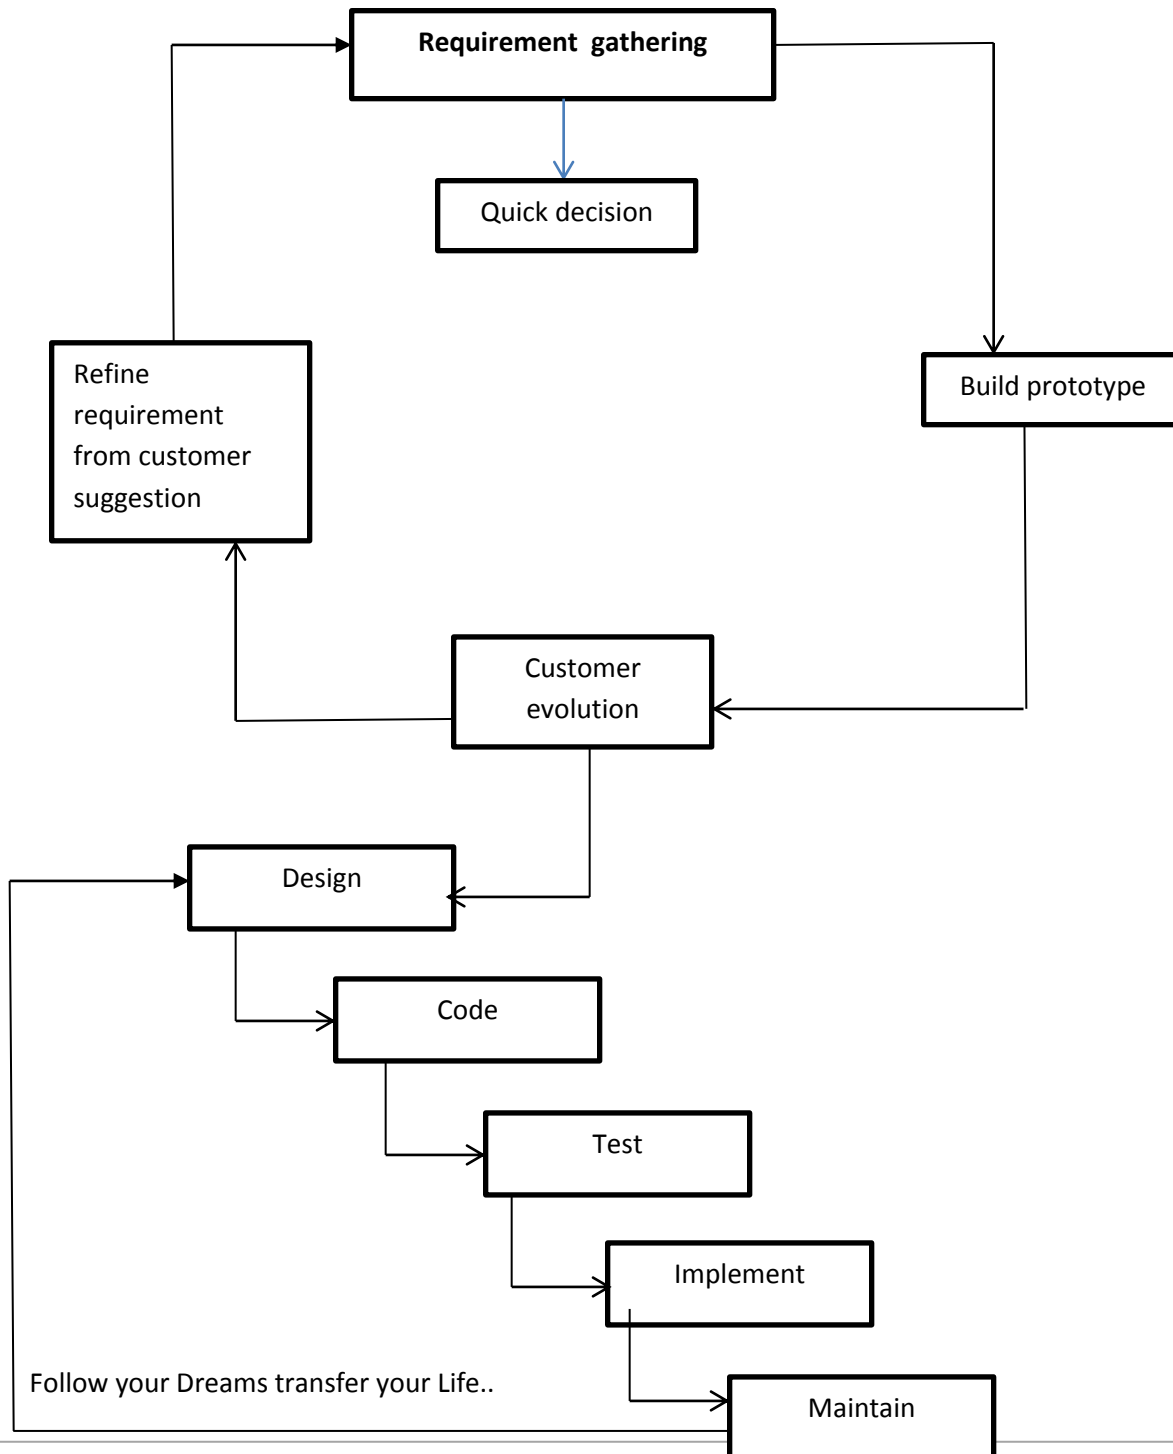 Requirement  gathering
Quick decision
Refine
requirement
from customer
suggestion
Build prototype
Customer
evolution
Design
Code
Test
Implement
Follow your Dreams transfer your Life..
Maintain